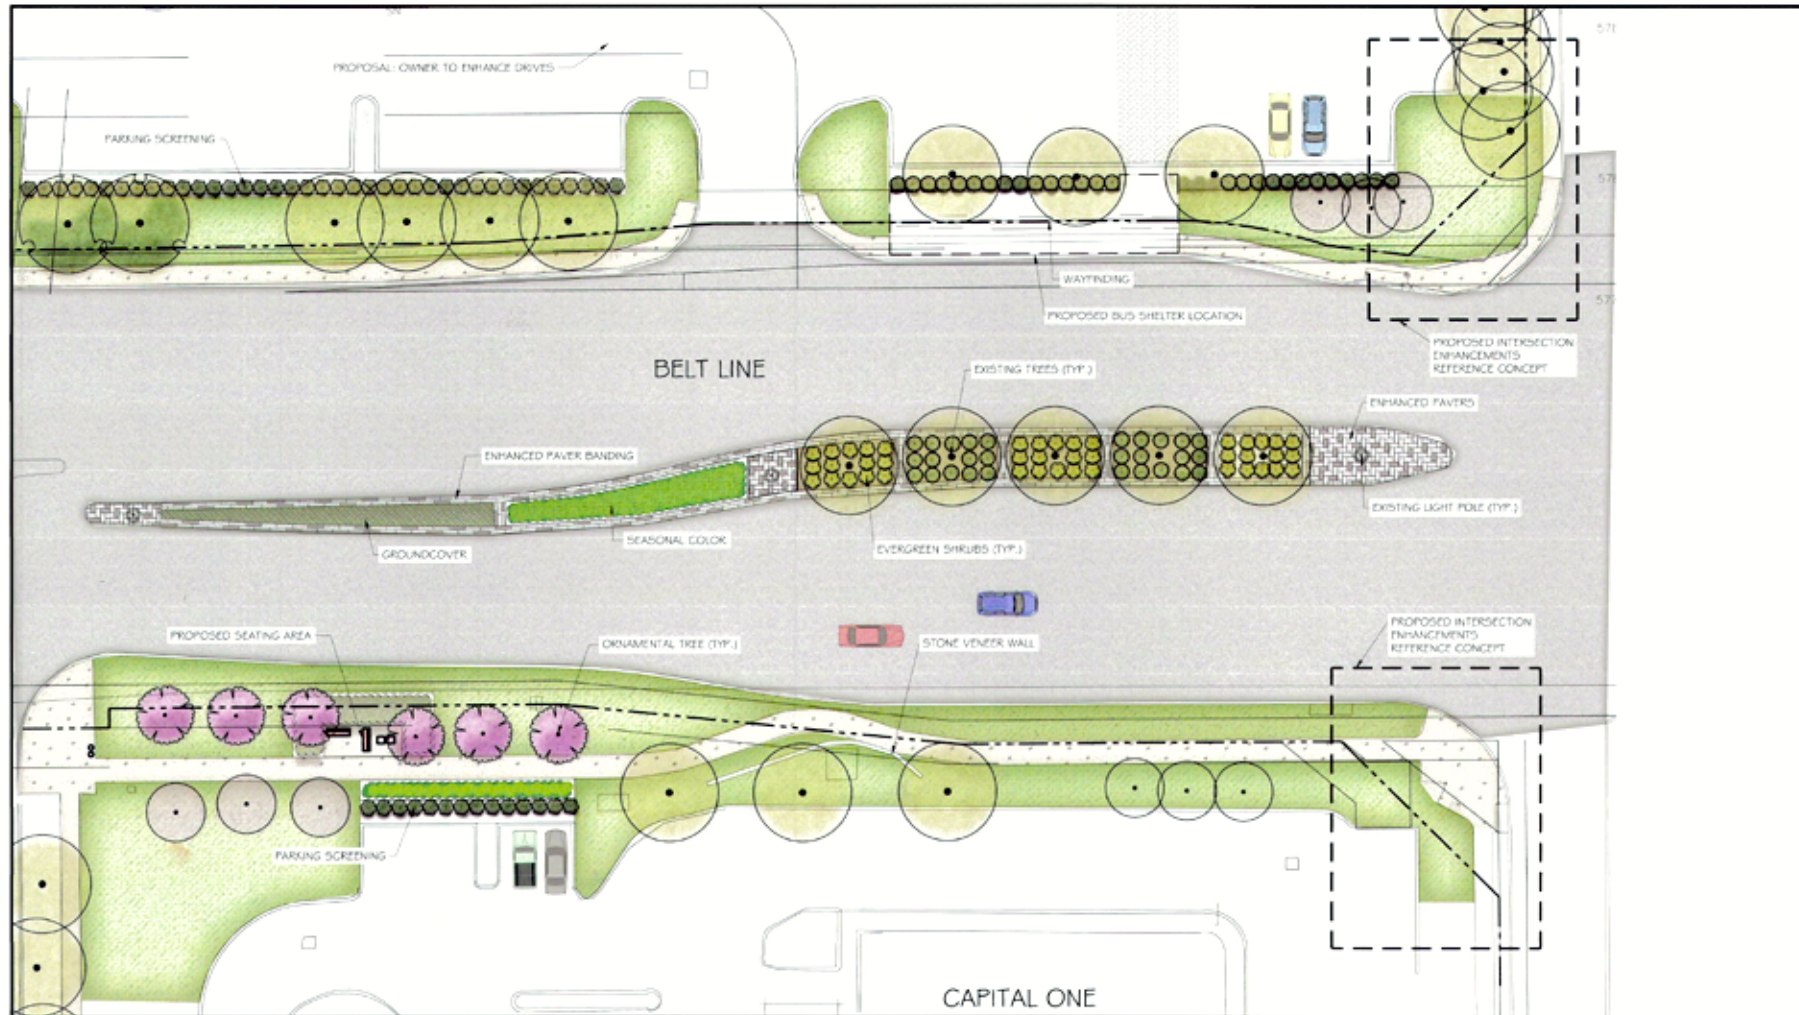 PROPOSAL: OWNER TO ENHANCE DRIVES
PARKING SCREENING
WAYFINDING
PROPOSED BUS SHELTER LOCATION
PROPOSED INTERSECTION
ENHANCEMENTS
REFERENCE CONCEPT
BELT LINE
EXISTING TREES (TYP.)
ENHANCED PAVERS
ENHANCED PAVER BANDING
EXISTING LIGHT POLE (TYP.)
SEASONAL COLOR
EVERGREEN SHRUBS (TYP.)
GROUNDCOVER
PROPOSED INTERSECTION
ENHANCEMENTS
REFERENCE CONCEPT
PROPOSED SEATING AREA
ORNAMENTAL TREE (TYP.)
STONE VENEER WALL
PARKING SCREENING
CAPITAL ONE